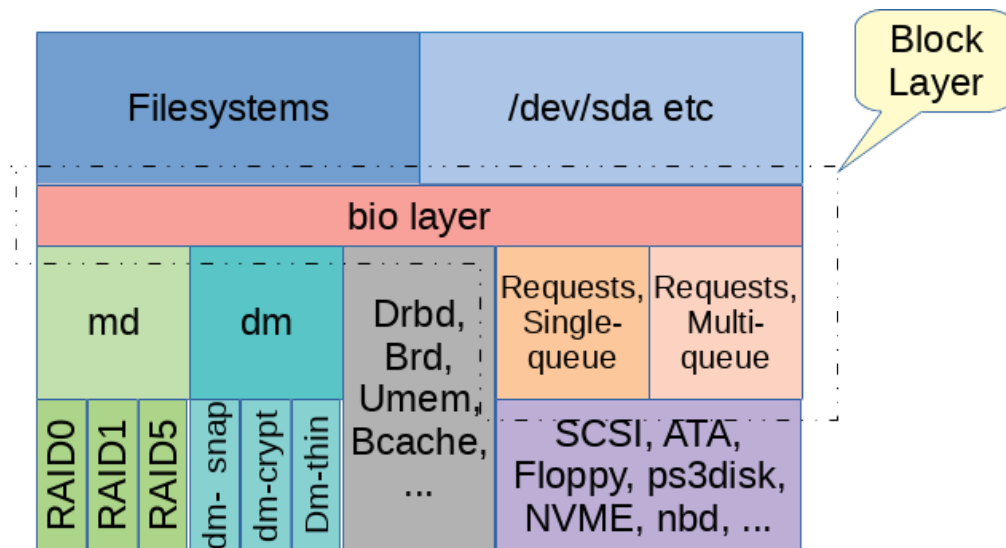 Block
Layer
Filesystems
/dev/sda etc
bio layer
md
dm
Drbd,
Brd,
Umem,
Bcache,
...
Requests,
Single-
queue
Requests,
Multi-
queue
RAID0
RAID1
RAID5
dm- snap
dm-crypt
Dm-thin
SCSI, ATA,
Floppy, ps3disk,
NVME, nbd, ...